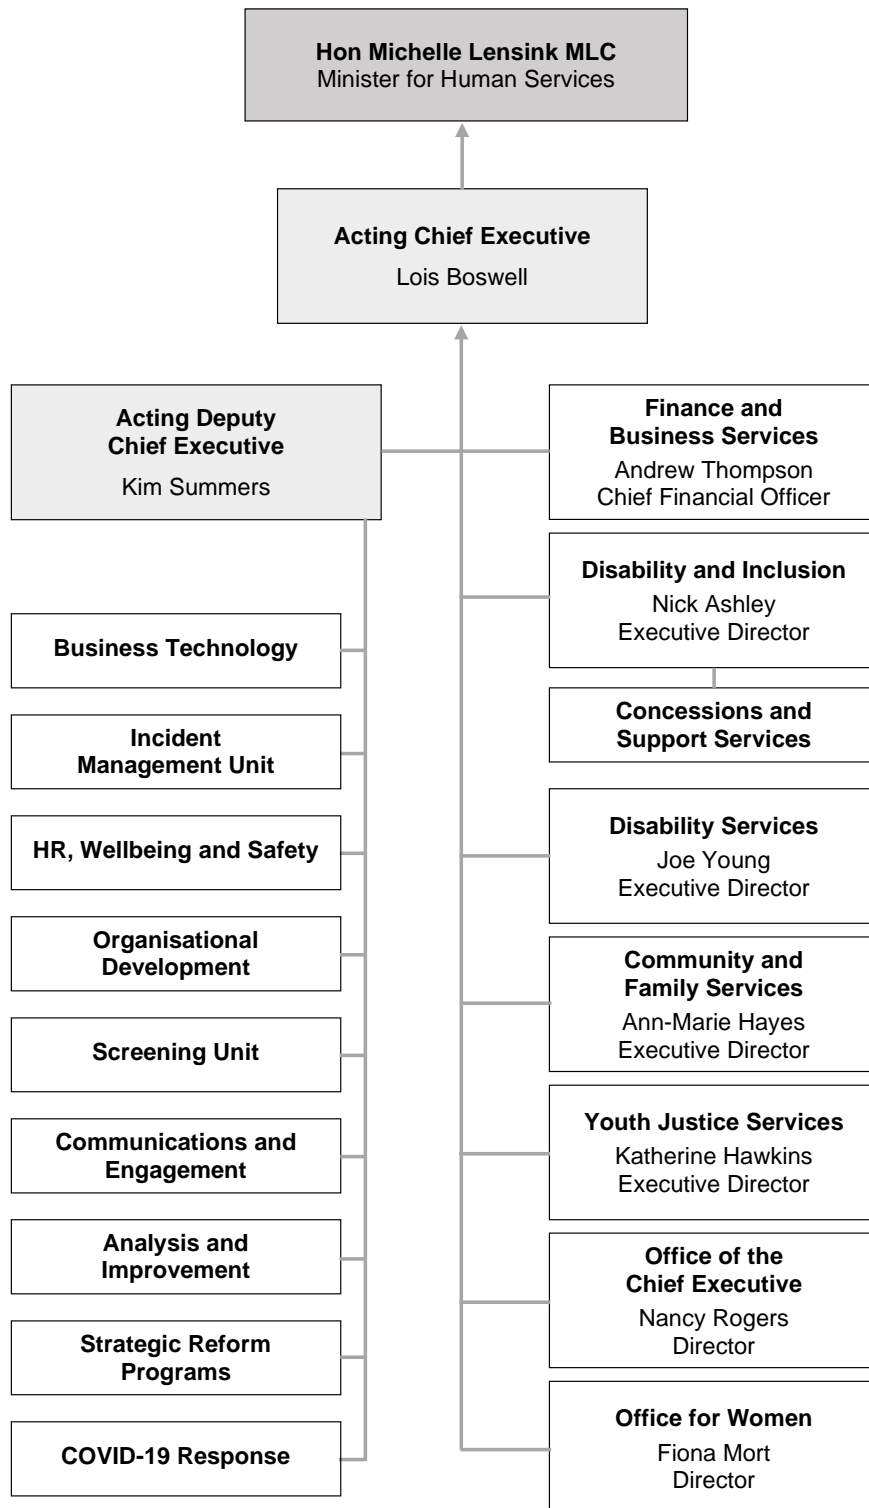 Hon Michelle Lensink MLC
Minister for Human Services
Acting Chief Executive
Lois Boswell
Acting Deputy
Chief Executive
Kim Summers
Business Technology
Incident
Management Unit
HR, Wellbeing and Safety
Organisational
Development
Screening Unit
Communications and
Engagement
Analysis and
Improvement
Strategic Reform
Programs
COVID-19 Response
Finance and
Business Services
Andrew Thompson
Chief Financial Officer
Disability and Inclusion
Nick Ashley
Executive Director
Concessions and
Support Services
Disability Services
Joe Young
Executive Director
Community and
Family Services
Ann-Marie Hayes
Executive Director
Youth Justice Services
Katherine Hawkins
Executive Director
Office of the
Chief Executive
Nancy Rogers
Director
Office for Women
Fiona Mort
Director